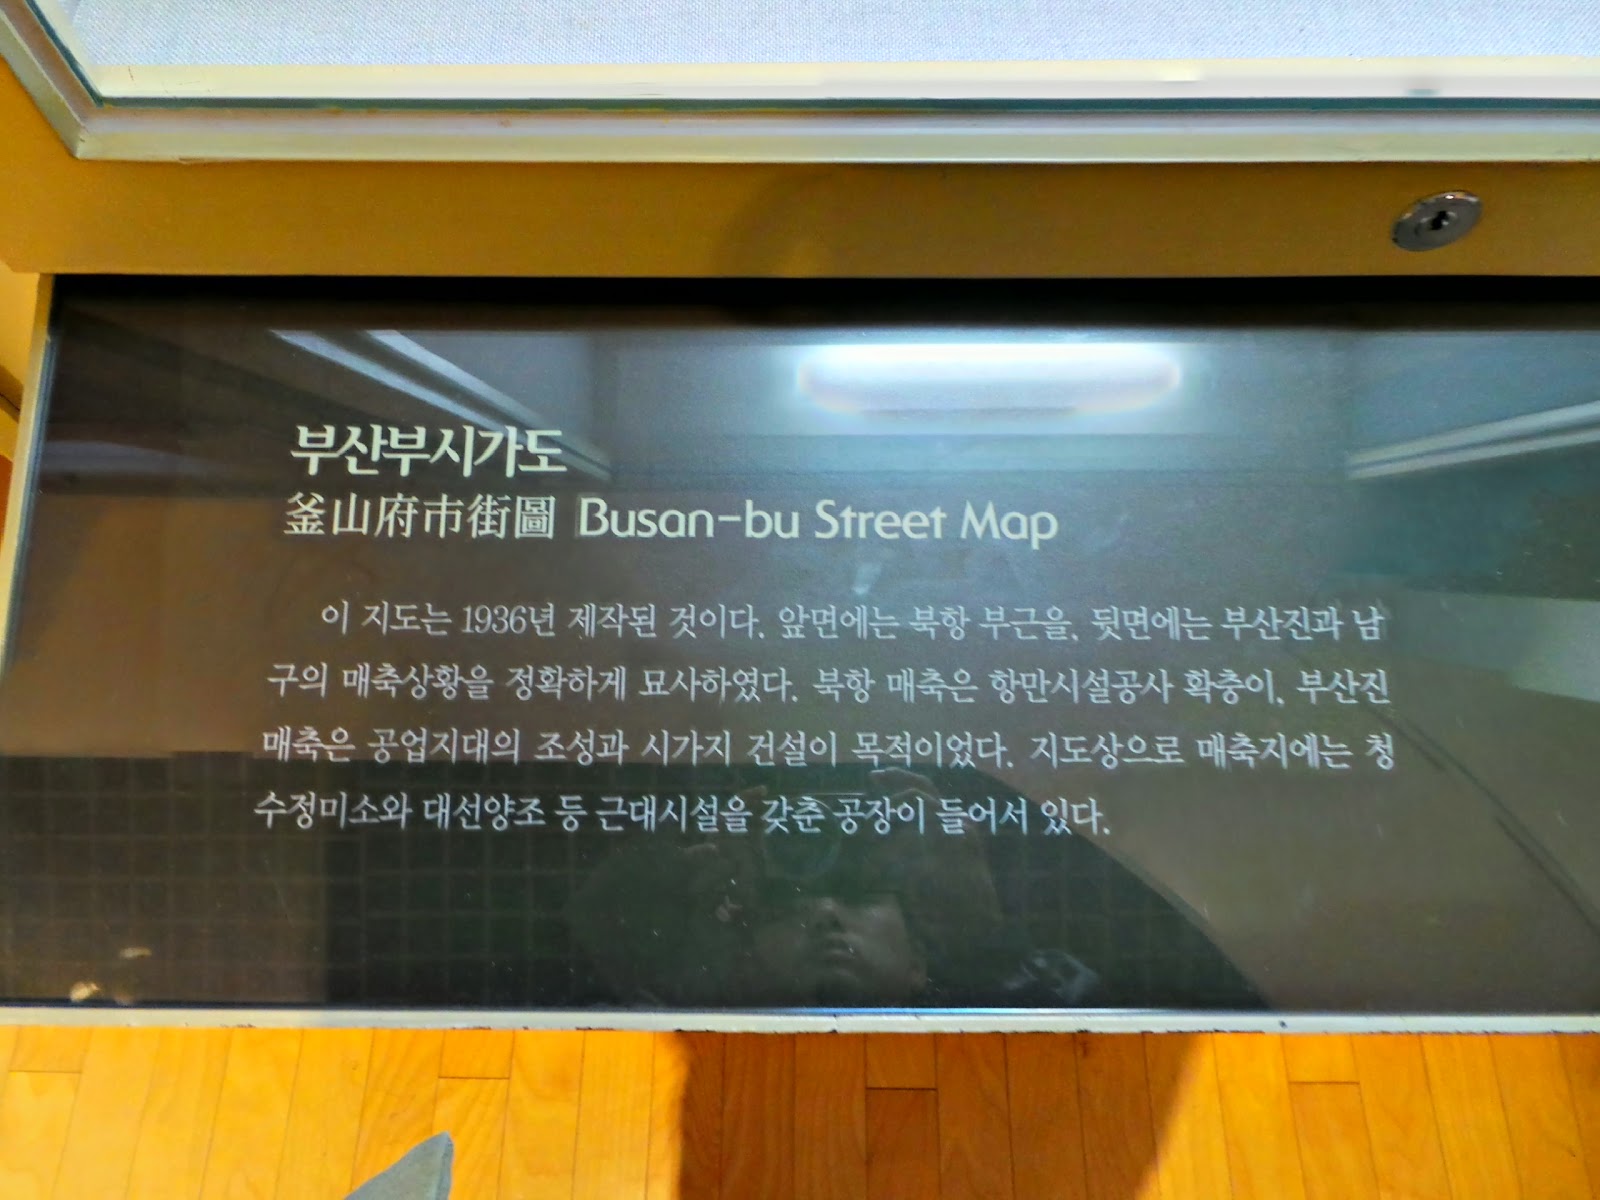 부산부시가도
釜山府市街圖 Busan-bu Street Map
이 지도는 1936년 제작된 것이다. 앞면에는 북항 부근을, 뒷면에는 부산진과 남
구의 매축상황을 정확하게 묘사하였다. 북항 매축은 항만시설공사 확충이, 부산진
매축은 공업지대의 조성과 시가지 건설이 목적이었다. 지도상으로 매축지에는 청
수정미소와 대선양조 등 근대시설을 갖춘 공장이 들어서 있다.